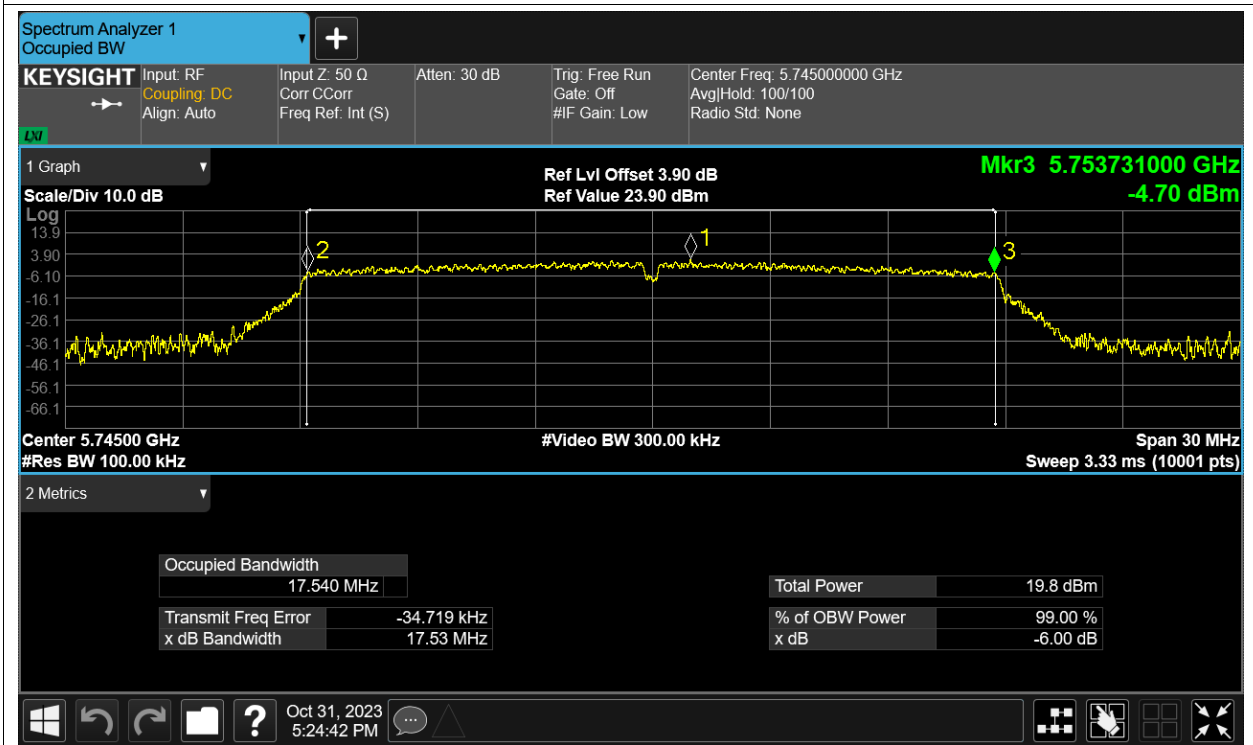 Spectrum Analyzer 1
Occupied BW
▼
+
KEYSIGHT
Input: RF
Coupling: DC
Align: Auto
Input Z: 50 Ω
Corr CCorr
Freq Ref: Int (S)
Atten: 30 dB
Trig: Free Run
Gate: Off
#IF Gain: Low
Center Freq: 5.745000000 GHz
Avg|Hold: 100/100
Radio Std: None
LXI
1 Graph ▼
Scale/Div 10.0 dB
Ref Lvl Offset 3.90 dB
Ref Value 23.90 dBm
Mkr3 5.753731000 GHz
-4.70 dBm
Log
13.9
3.90
-6.10
-16.1
-26.1
-36.1
-46.1
-56.1
-66.1
2
1
3
Center 5.74500 GHz
#Res BW 100.00 kHz
#Video BW 300.00 kHz
Span 30 MHz
Sweep 3.33 ms (10001 pts)
2 Metrics ▼
Occupied Bandwidth
17.540 MHz
Transmit Freq Error -34.719 kHz
x dB Bandwidth 17.53 MHz
Total Power 19.8 dBm
% of OBW Power 99.00 %
x dB -6.00 dB
?
Oct 31, 2023
5:24:42 PM